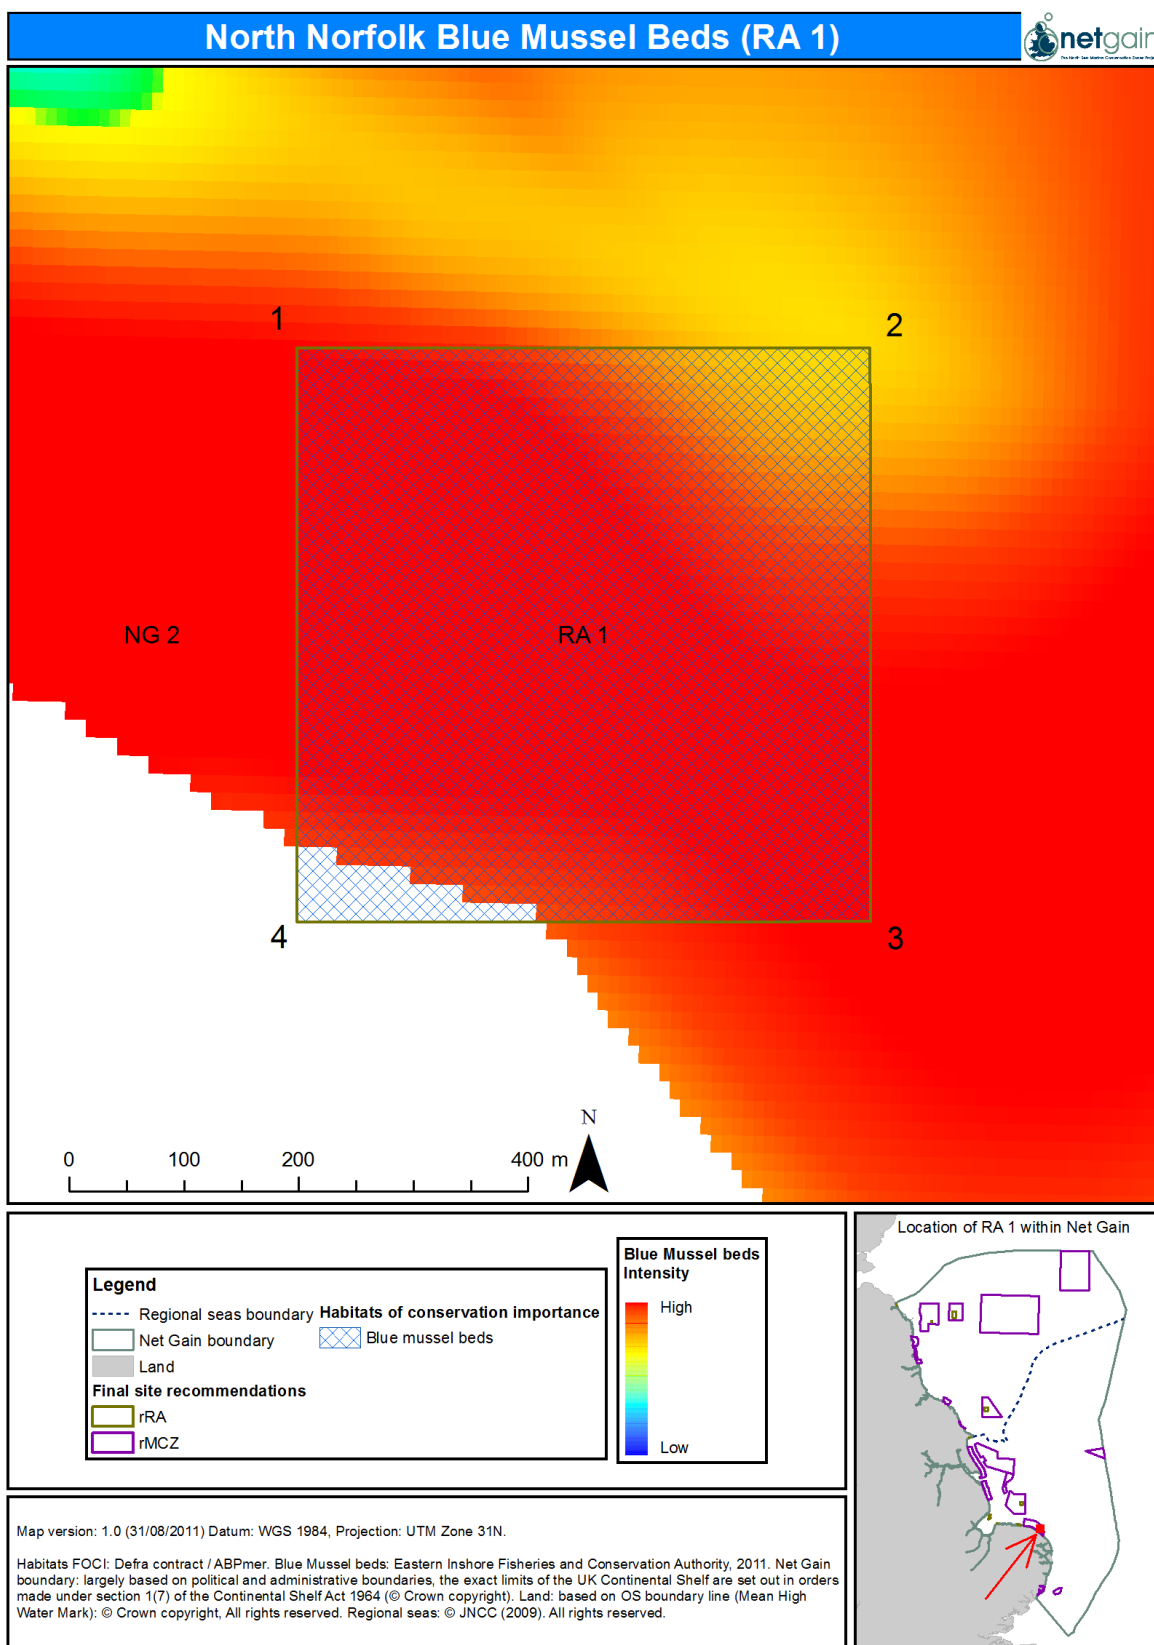 North Norfolk Blue Mussel Beds (RA 1)
netgain
The North Sea Marine Conservation Zones Project
1
2
NG 2
RA 1
4
3
N
0 100 200 400 m
Location of RA 1 within Net Gain
Legend
Regional seas boundary
Net Gain boundary
Land
Final site recommendations
rRA
rMCZ
Habitats of conservation importance
Blue mussel beds
Blue Mussel beds
Intensity
High
Low
Map version: 1.0 (31/08/2011) Datum: WGS 1984, Projection: UTM Zone 31N.
Habitats FOCI: Defra contract / ABPmer. Blue Mussel beds: Eastern Inshore Fisheries and Conservation Authority, 2011. Net Gain
boundary: largely based on political and administrative boundaries, the exact limits of the UK Continental Shelf are set out in orders
made under section 1(7) of the Continental Shelf Act 1964 (© Crown copyright). Land: based on OS boundary line (Mean High
Water Mark): © Crown copyright, All rights reserved. Regional seas: © JNCC (2009). All rights reserved.